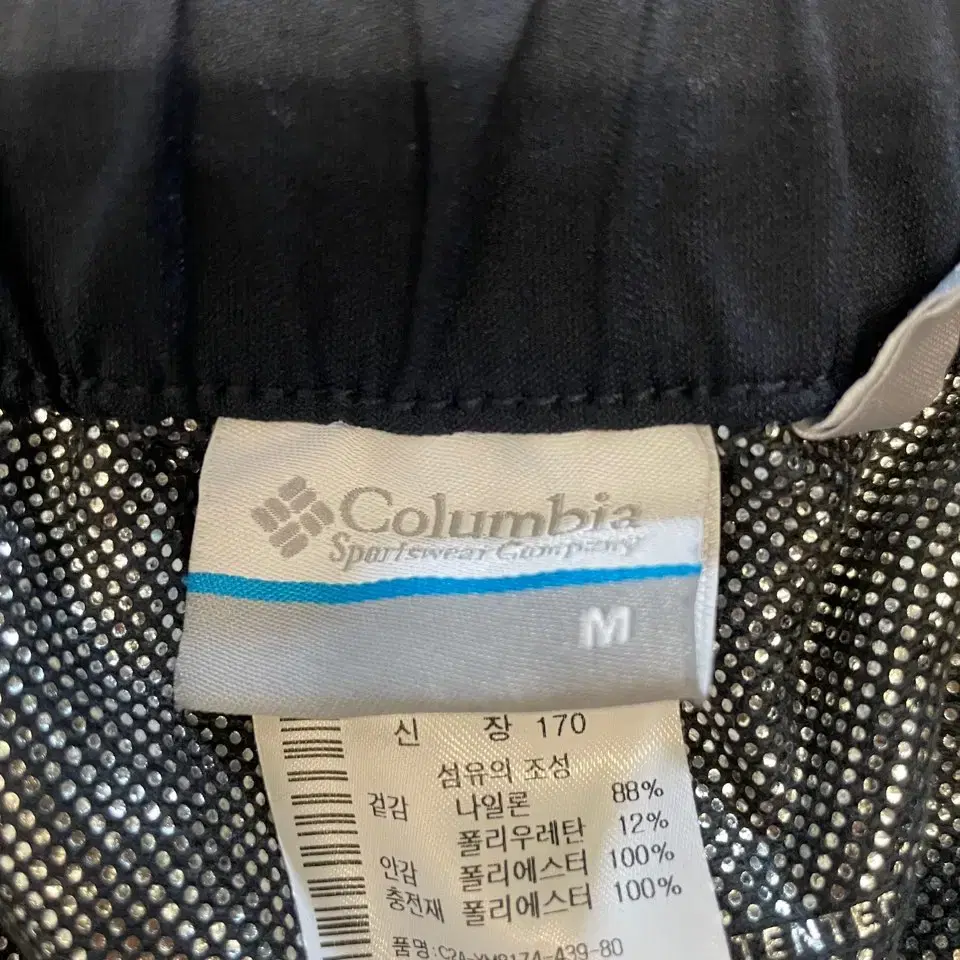 Columbia
Sportswear Company
M
신 장 170
섬유의 조성
겉감 나일론 88%
폴리우레탄 12%
안감 폴리에스터 100%
충전재 폴리에스터 100%
품명: